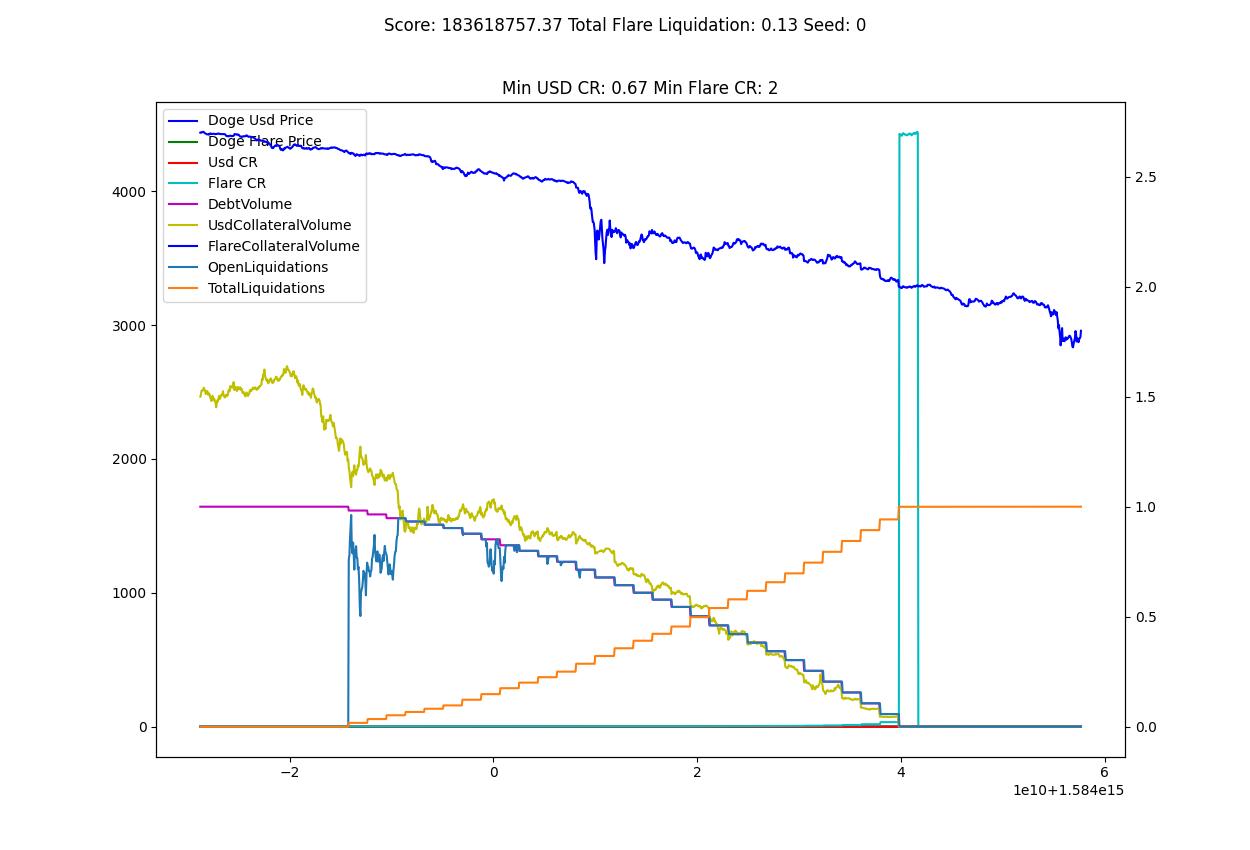 Score: 183618757.37 Total Flare Liquidation: 0.13 Seed: 0
Min USD CR: 0.67 Min Flare CR: 2
Doge Usd Price
Doge Flare Price
Usd CR
Flare CR
DebtVolume
UsdCollateralVolume
FlareCollateralVolume
OpenLiquidations
TotalLiquidations
4000
3000
2000
1000
0
2.5
2.0
1.5
1.0
0.5
0.0
−2
0
2
4
6
1e10+1.584e15